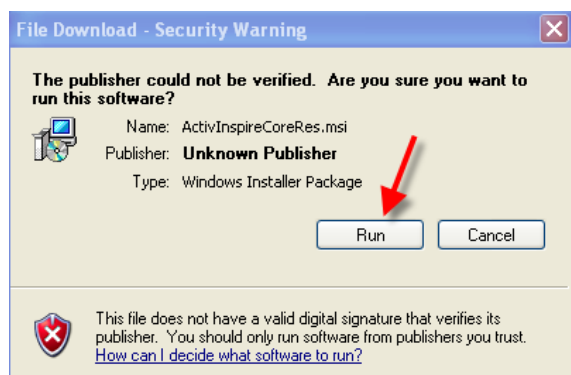 File Download - Security Warning
The publisher could not be verified.  Are you sure you want to
run this software?
Name: ActivInspireCoreRes.msi
Publisher: Unknown Publisher
Type: Windows Installer Package
Run Cancel
This file does not have a valid digital signature that verifies its
publisher.  You should only run software from publishers you trust.
How can I decide what software to run?